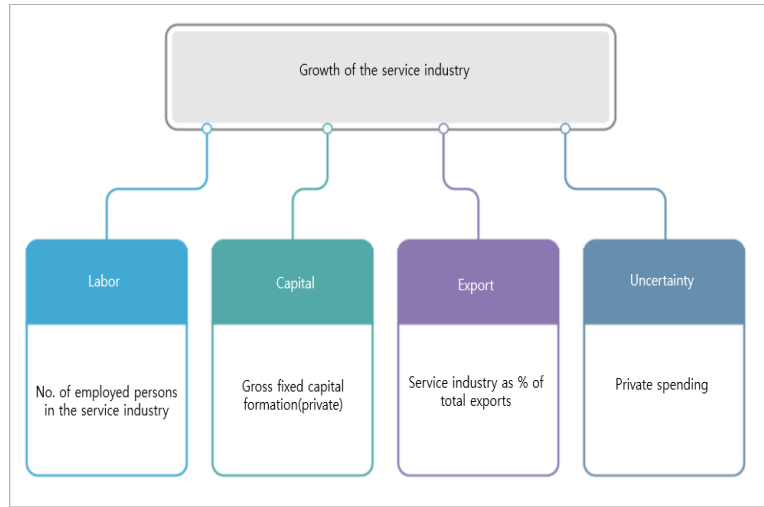 Growth of the service industry
Labor
Capital
Export
Uncertainty
No. of employed persons
in the service industry
Gross fixed capital
formation(private)
Service industry as % of
total exports
Private spending